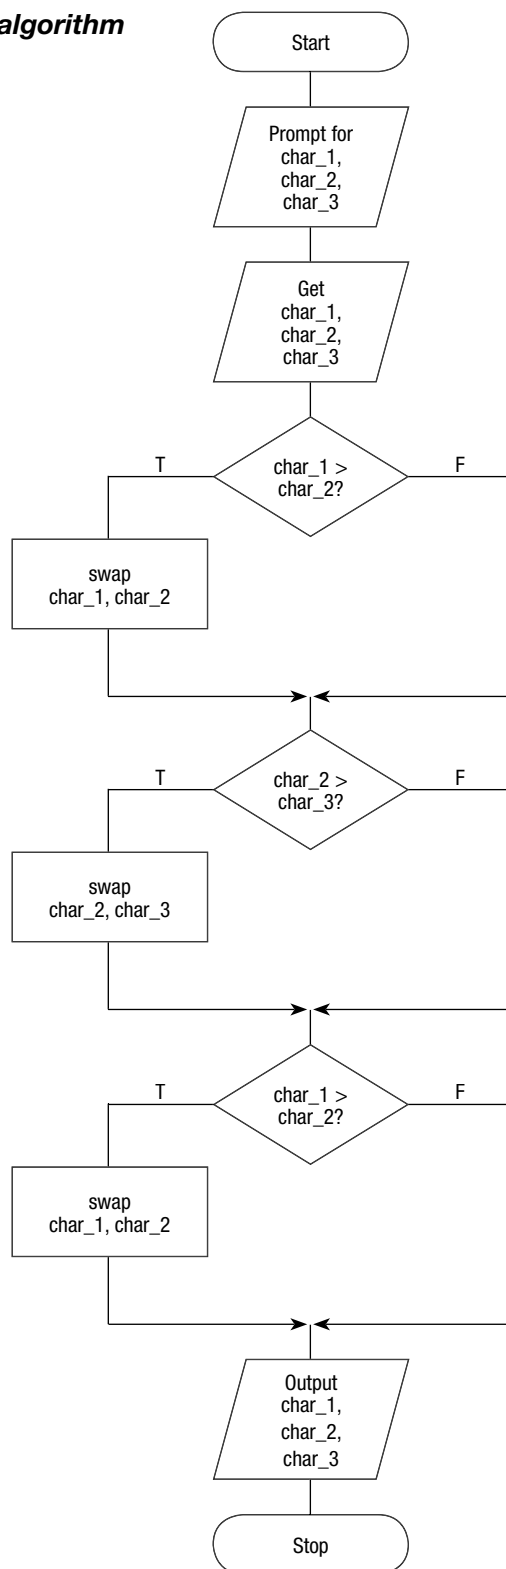 algorithm
Start
Prompt for
char_1,
char_2,
char_3
Get
char_1,
char_2,
char_3
char_1 >
char_2?
T
F
swap
char_1, char_2
char_2 >
char_3?
T
F
swap
char_2, char_3
char_1 >
char_2?
T
F
swap
char_1, char_2
Output
char_1,
char_2,
char_3
Stop